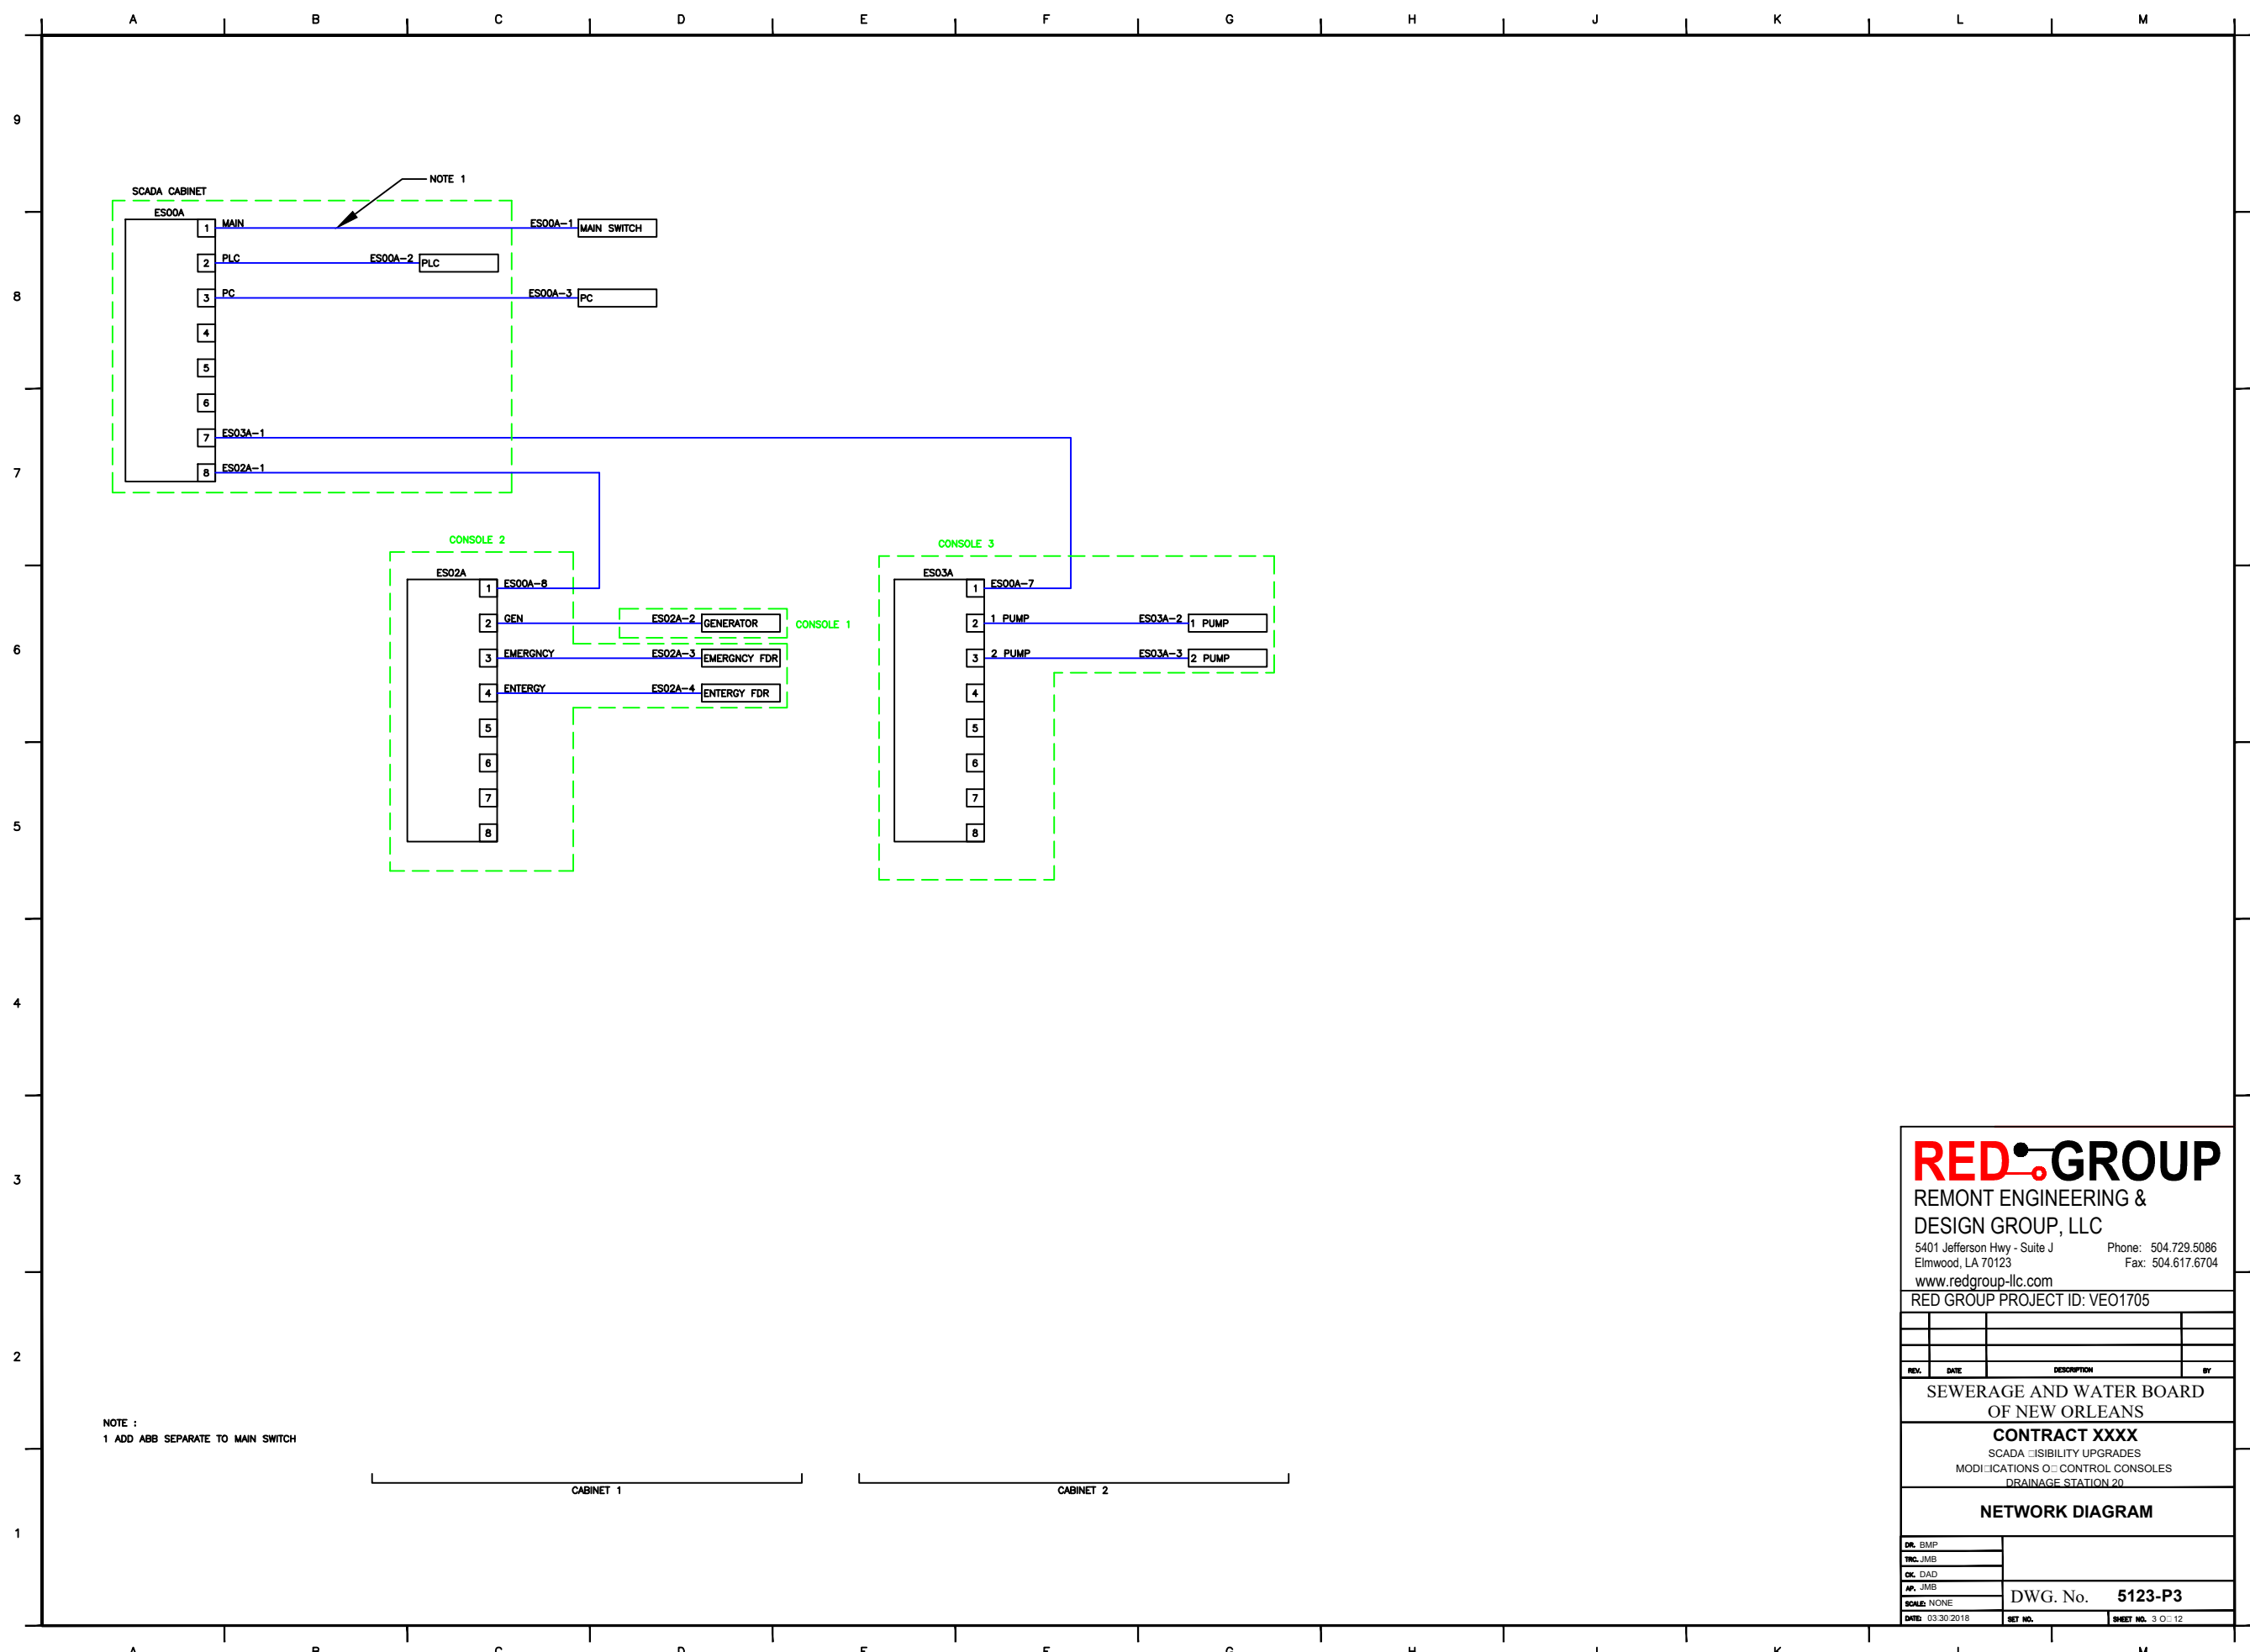 A B C D E F G H J K L M
9
NOTE 1
SCADA CABINET
ES00A
1 MAIN ES00A-1 MAIN SWITCH
2 PLC ES00A-2 PLC
8
3 PC ES00A-3 PC
4
5
6
7 ES03A-1
7
8 ES02A-1
CONSOLE 2
CONSOLE 3
ES02A
ES03A
1 ES00A-8
1 ES00A-7
2 GEN ES02A-2 GENERATOR CONSOLE 1
2 1 PUMP ES03A-2 1 PUMP
6
3 EMERGNCY ES02A-3 EMERGNCY FDR
3 2 PUMP ES03A-3 2 PUMP
4 ENTERGY ES02A-4 ENTERGY FDR
4
5
5
6
6
7
7
5
8
8
4
3
2
NOTE :
1 ADD ABB SEPARATE TO MAIN SWITCH
CABINET 1
CABINET 2
1
RED GROUP
REMONT ENGINEERING &
DESIGN GROUP, LLC
5401 Jefferson Hwy - Suite J Phone: 504.729.5086
Elmwood, LA 70123 Fax: 504.617.6704
www.redgroup-llc.com
RED GROUP PROJECT ID: VEO1705
REV. DATE DESCRIPTION BY
SEWERAGE AND WATER BOARD
OF NEW ORLEANS
CONTRACT XXXX
SCADA □ISIBILITY UPGRADES
MODI□ICATIONS O□ CONTROL CONSOLES
DRAINAGE STATION 20
NETWORK DIAGRAM
DR. BMP
TRC. JMB
CK. DAD
AP. JMB
SCALE: NONE
DWG. No. 5123-P3
DATE: 03.30.2018 SET NO. SHEET NO. 3 O□ 12
A B C D E F G H J K L M